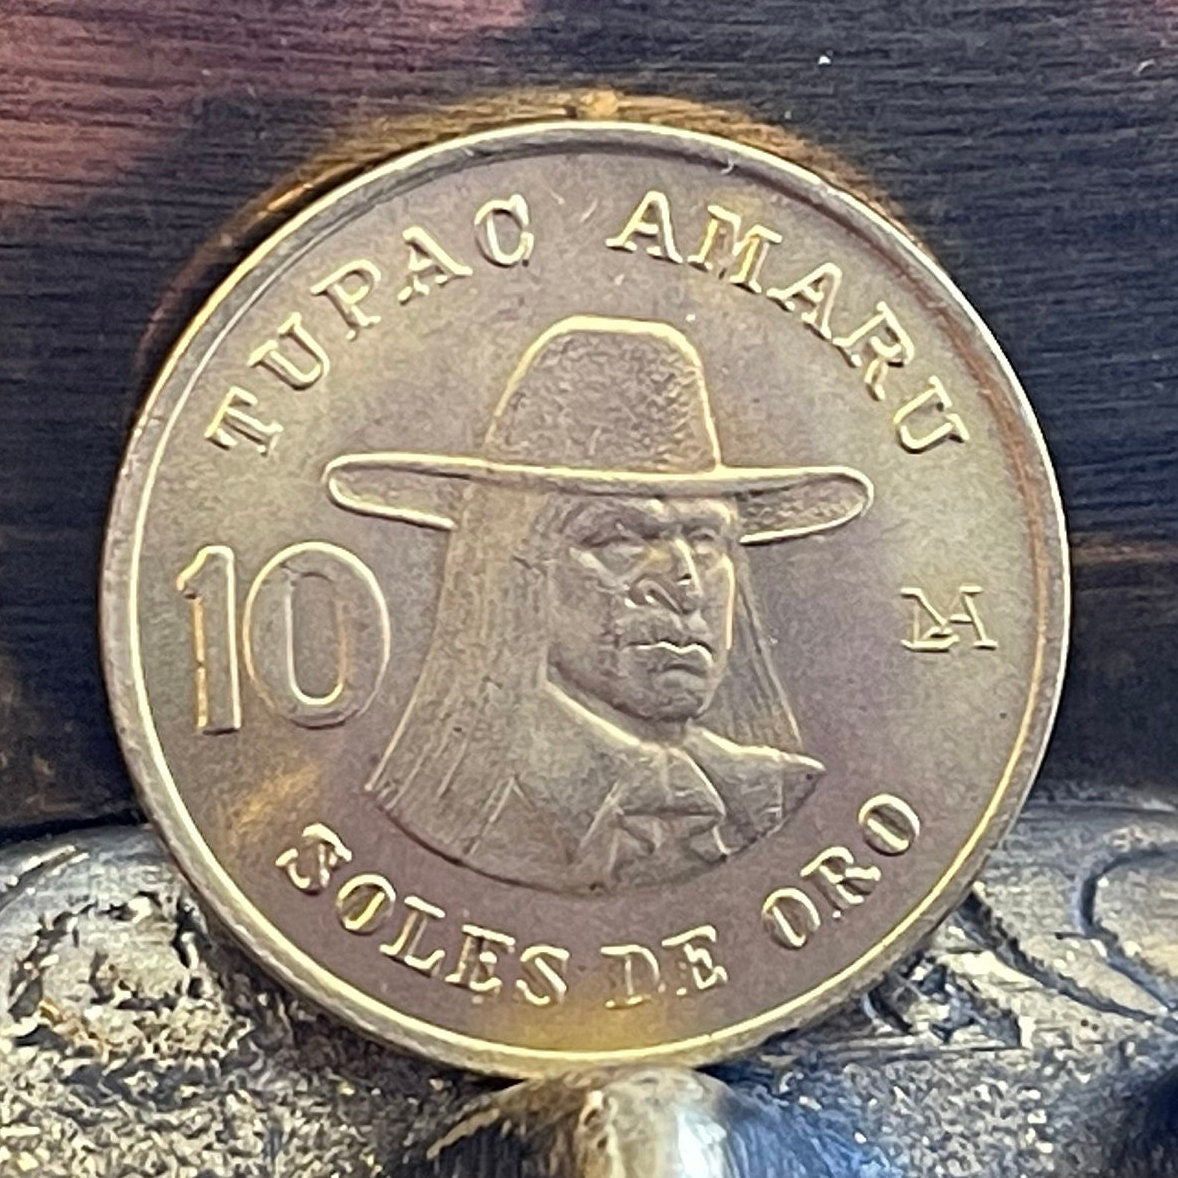 TUPAC AMARU
10
SOLES DE ORO